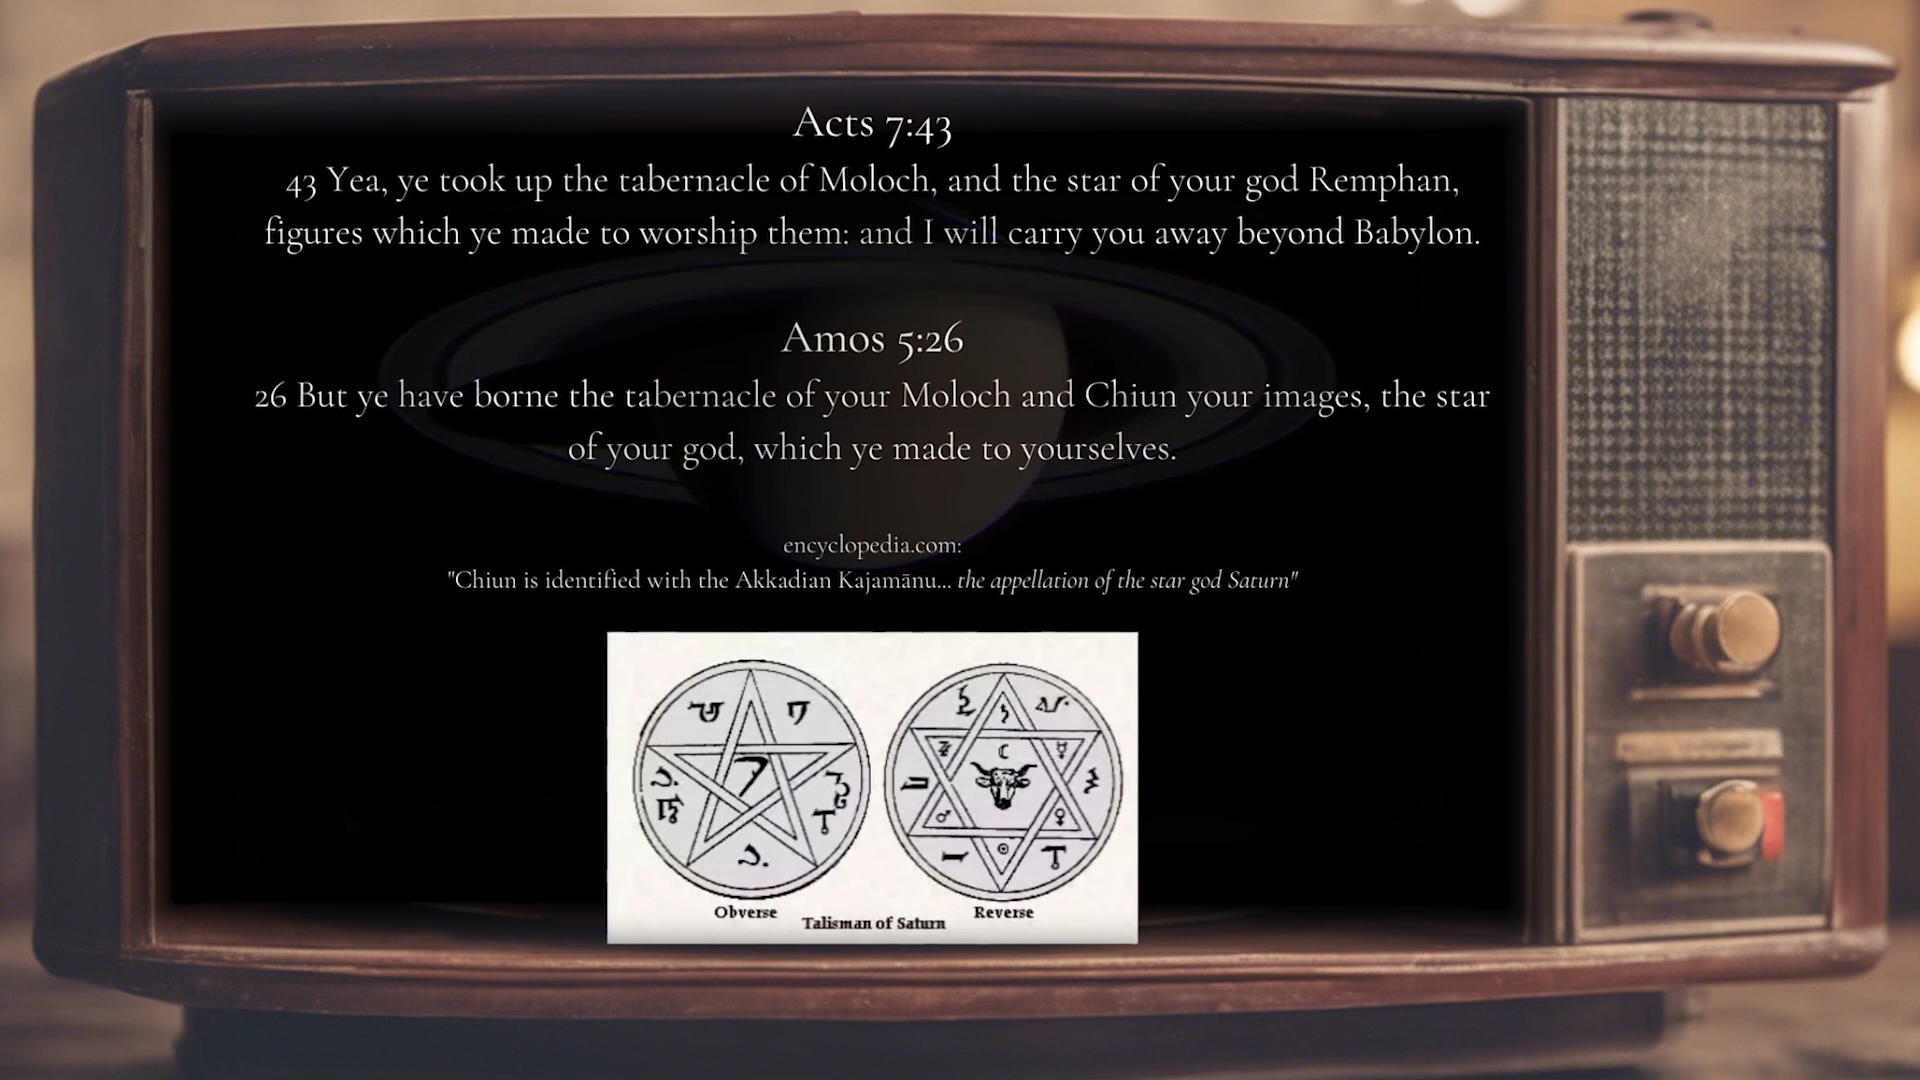 Acts 7:43
43 Yea, ye took up the tabernacle of Moloch, and the star of your god Remphan,
figures which ye made to worship them: and I will carry you away beyond Babylon.
Amos 5:26
26 But ye have borne the tabernacle of your Moloch and Chiun your images, the star
of your god, which ye made to yourselves.
encyclopedia.com:
"Chiun is identified with the Akkadian Kajamānu... the appellation of the star god Saturn"
Obverse
Reverse
Talisman of Saturn